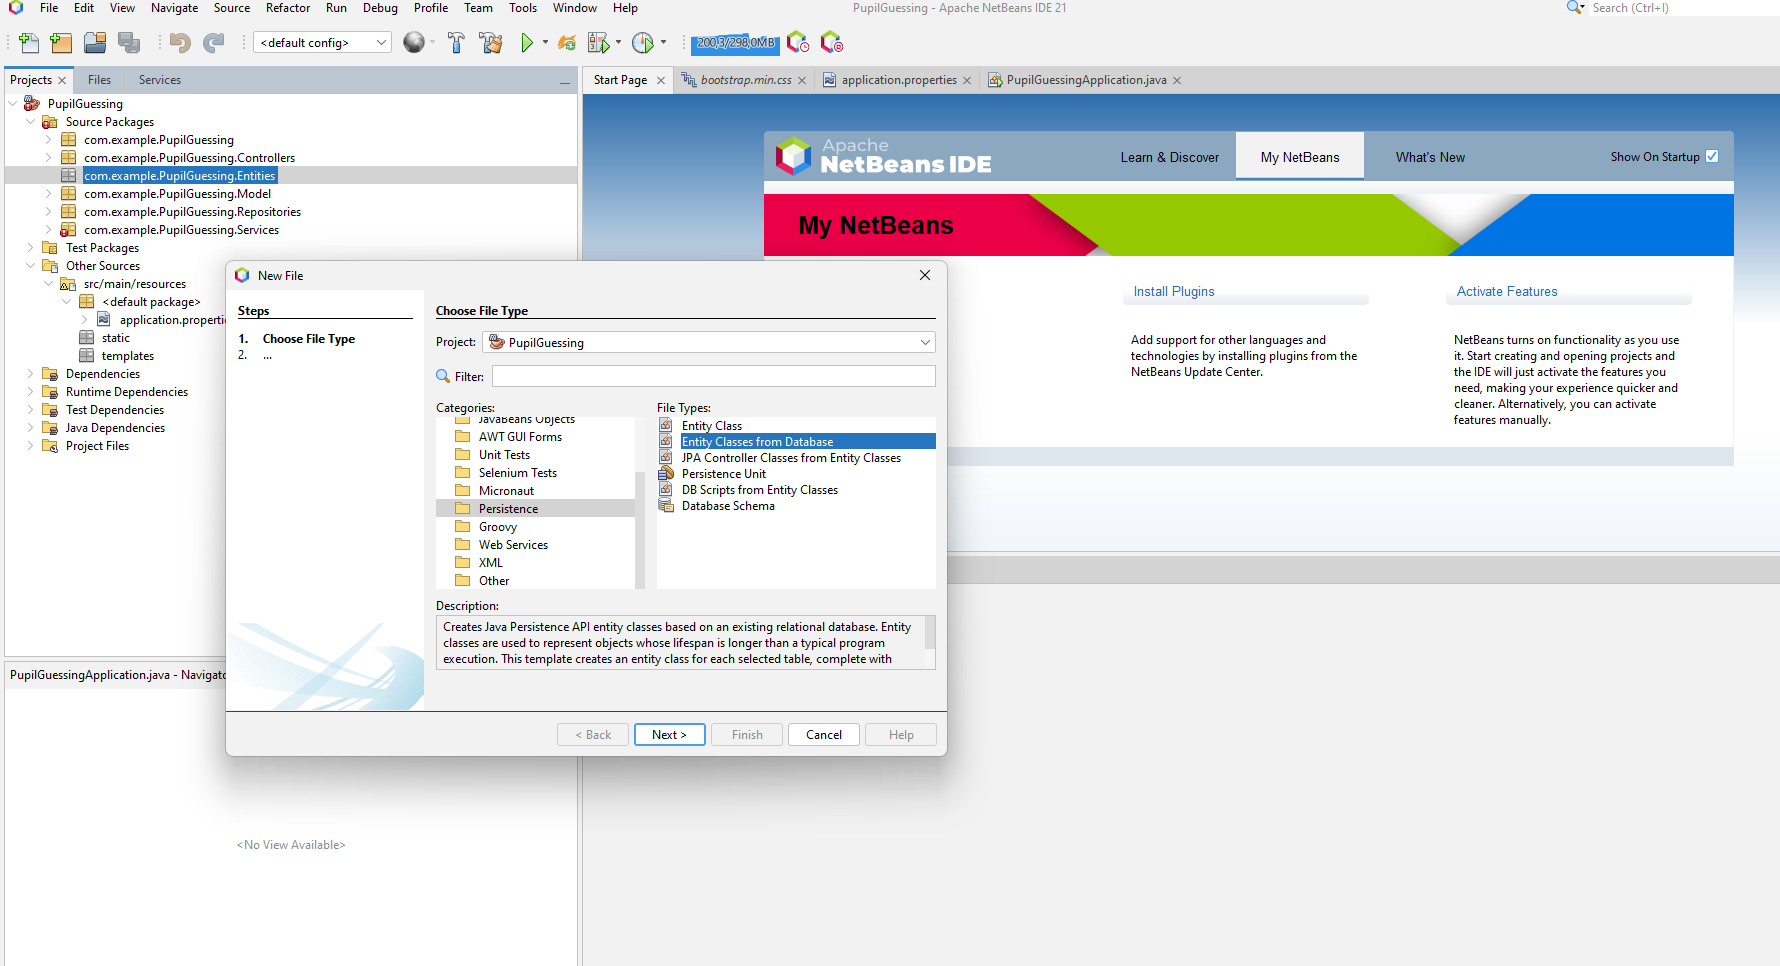 File Edit View Navigate Source Refactor Run Debug Profile Team Tools Window Help
PupilGuessing - Apache NetBeans IDE 21
Search (Ctrl+I)
<default config>
200,3/298,0MB
Projects Files Services
Start Page bootstrap.min.css application.properties PupilGuessingApplication.java
PupilGuessing
Source Packages
com.example.PupilGuessing
com.example.PupilGuessing.Controllers
com.example.PupilGuessing.Entities
com.example.PupilGuessing.Model
com.example.PupilGuessing.Repositories
com.example.PupilGuessing.Services
Test Packages
Other Sources
src/main/resources
<default package>
application.properti
static
templates
Dependencies
Runtime Dependencies
Test Dependencies
Java Dependencies
Project Files
Apache
NetBeans IDE
Learn & Discover My NetBeans What's New Show On Startup
My NetBeans
Install Plugins
Add support for other languages and
technologies by installing plugins from the
NetBeans Update Center.
Activate Features
NetBeans turns on functionality as you use
it. Start creating and opening projects and
the IDE will just activate the features you
need, making your experience quicker and
cleaner. Alternatively, you can activate
features manually.
New File
Steps
1. Choose File Type
2. ...
Choose File Type
Project: PupilGuessing
Filter:
Categories:
JavaBeans Objects
AWT GUI Forms
Unit Tests
Selenium Tests
Micronaut
Persistence
Groovy
Web Services
XML
Other
File Types:
Entity Class
Entity Classes from Database
JPA Controller Classes from Entity Classes
Persistence Unit
DB Scripts from Entity Classes
Database Schema
Description:
Creates Java Persistence API entity classes based on an existing relational database. Entity
classes are used to represent objects whose lifespan is longer than a typical program
execution. This template creates an entity class for each selected table, complete with
< Back Next > Finish Cancel Help
PupilGuessingApplication.java - Navigato
<No View Available>